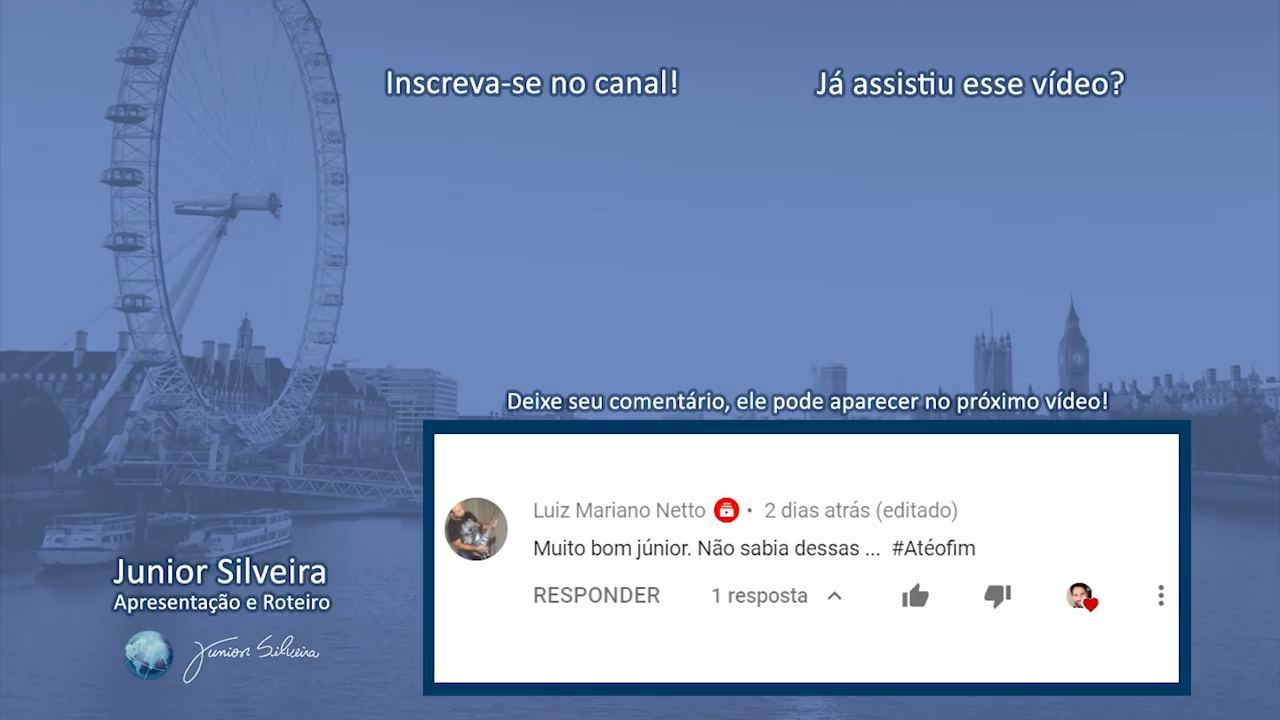 Inscreva-se no canal!
Já assistiu esse vídeo?
Deixe seu comentário, ele pode aparecer no próximo vídeo!
Luiz Mariano Netto • 2 dias atrás (editado)
Muito bom júnior. Não sabia dessas ... #Atéofim
RESPONDER 1 resposta
Junior Silveira
Apresentação e Roteiro
Junior Silveira